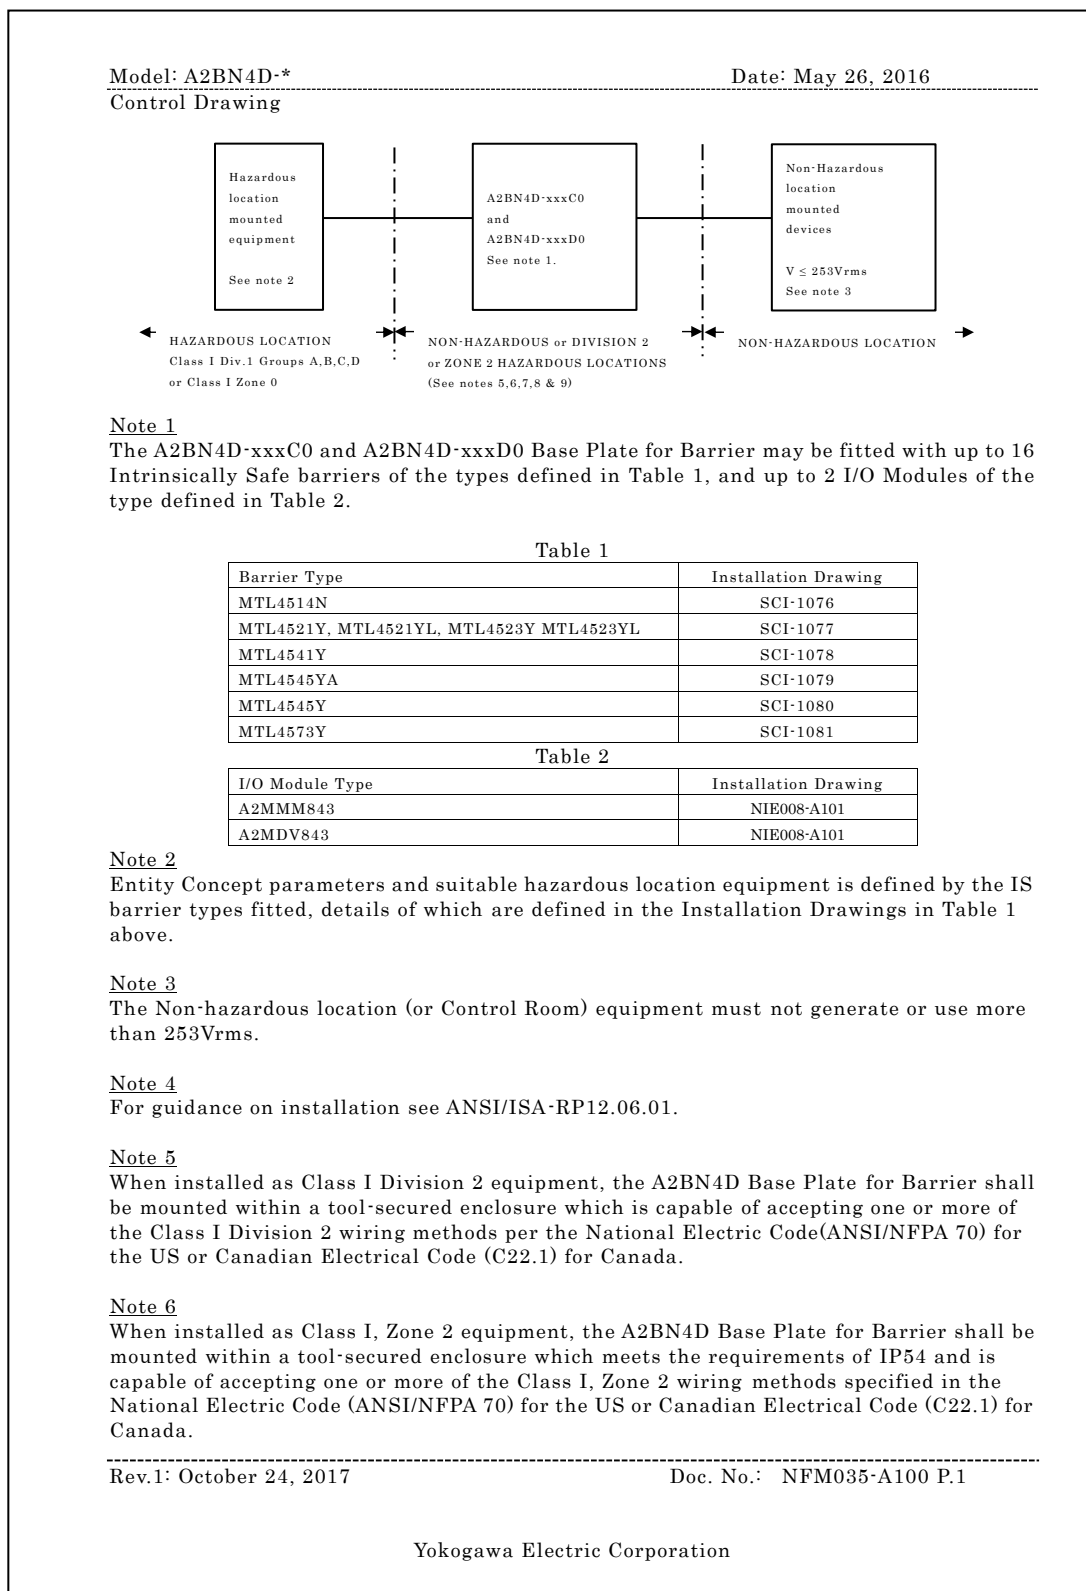 Model: A2BN4D-* Date: May 26, 2016
Control Drawing
Hazardous
location
mounted
equipment
See note 2
A2BN4D-xxxC0
and
A2BN4D-xxxD0
See note 1.
Non-Hazardous
location
mounted
devices
V ≤ 253Vrms
See note 3
HAZARDOUS LOCATION
Class I Div.1 Groups A,B,C,D
or Class I Zone 0
NON-HAZARDOUS or DIVISION 2
or ZONE 2 HAZARDOUS LOCATIONS
(See notes 5,6,7,8 & 9)
NON-HAZARDOUS LOCATION
Note 1
The A2BN4D-xxxC0 and A2BN4D-xxxD0 Base Plate for Barrier may be fitted with up to 16
Intrinsically Safe barriers of the types defined in Table 1, and up to 2 I/O Modules of the
type defined in Table 2.
Table 1
Barrier Type Installation Drawing
MTL4514N SCI-1076
MTL4521Y, MTL4521YL, MTL4523Y MTL4523YL SCI-1077
MTL4541Y SCI-1078
MTL4545YA SCI-1079
MTL4545Y SCI-1080
MTL4573Y SCI-1081
Table 2
I/O Module Type Installation Drawing
A2MMM843 NIE008-A101
A2MDV843 NIE008-A101
Note 2
Entity Concept parameters and suitable hazardous location equipment is defined by the IS
barrier types fitted, details of which are defined in the Installation Drawings in Table 1
above.
Note 3
The Non-hazardous location (or Control Room) equipment must not generate or use more
than 253Vrms.
Note 4
For guidance on installation see ANSI/ISA-RP12.06.01.
Note 5
When installed as Class I Division 2 equipment, the A2BN4D Base Plate for Barrier shall
be mounted within a tool-secured enclosure which is capable of accepting one or more of
the Class I Division 2 wiring methods per the National Electric Code(ANSI/NFPA 70) for
the US or Canadian Electrical Code (C22.1) for Canada.
Note 6
When installed as Class I, Zone 2 equipment, the A2BN4D Base Plate for Barrier shall be
mounted within a tool-secured enclosure which meets the requirements of IP54 and is
capable of accepting one or more of the Class I, Zone 2 wiring methods specified in the
National Electric Code (ANSI/NFPA 70) for the US or Canadian Electrical Code (C22.1) for
Canada.
Rev.1: October 24, 2017 Doc. No.: NFM035-A100 P.1
Yokogawa Electric Corporation